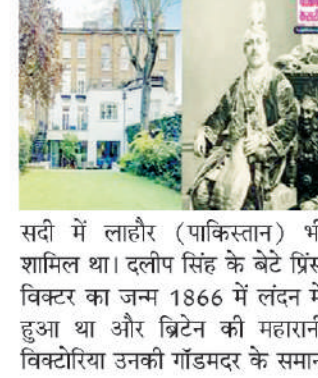 सदी में लाहौर (पाकिस्तान) भी
शामिल था। दलीप सिंह के बेटे प्रिंस
विक्टर का जन्म 1866 में लंदन में
हुआ था और ब्रिटेन की महारानी
विक्टोरिया उनकी गॉडमदर के समान